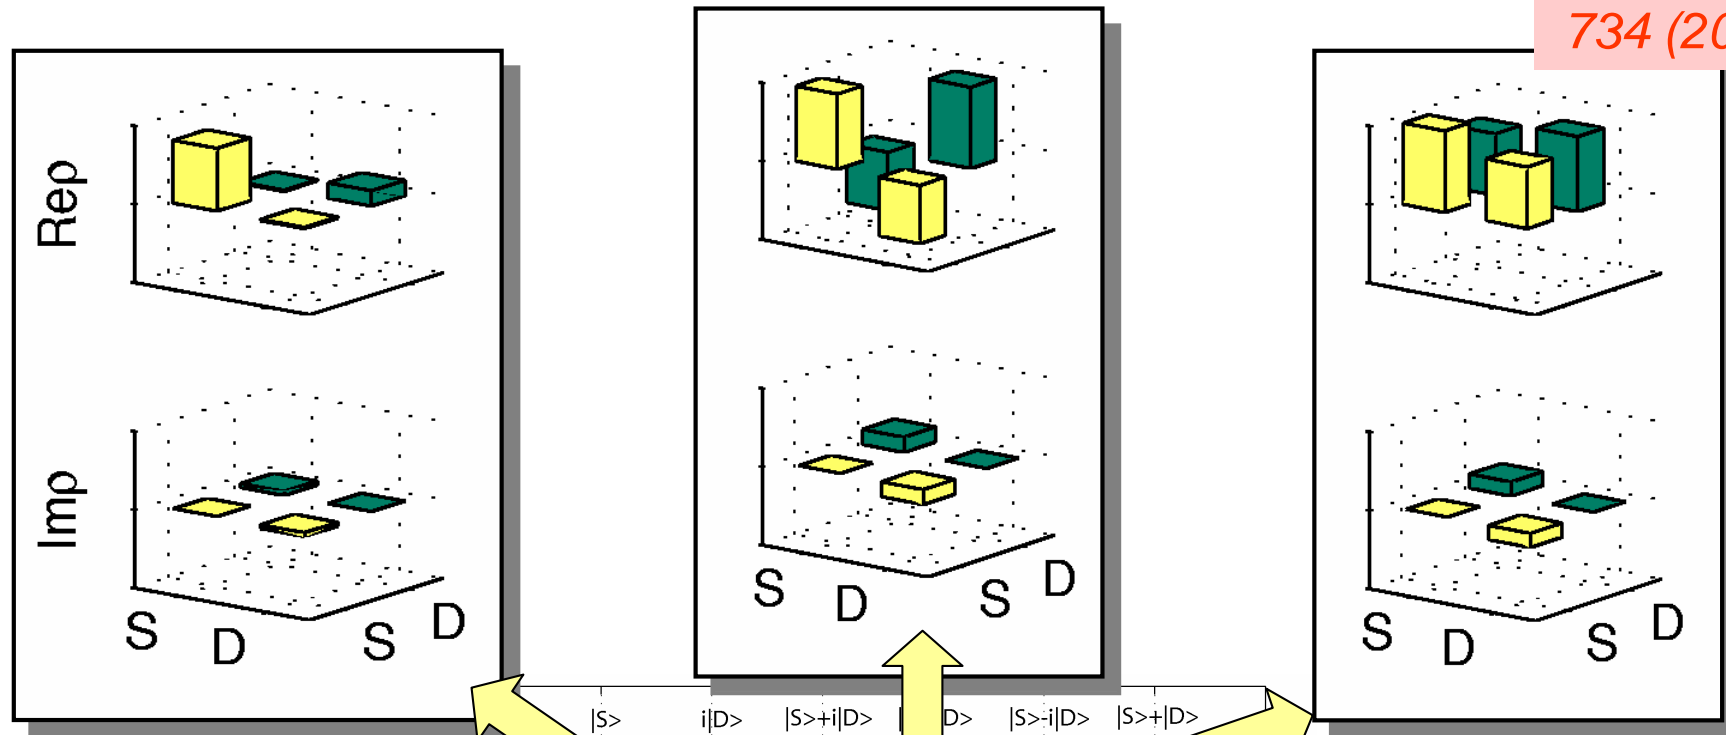 734 (20
Rep
Imp
S D S D
S D S D
S D S D
|S> i|D> |S>+i|D> D> |S>-i|D> |S>+|D>